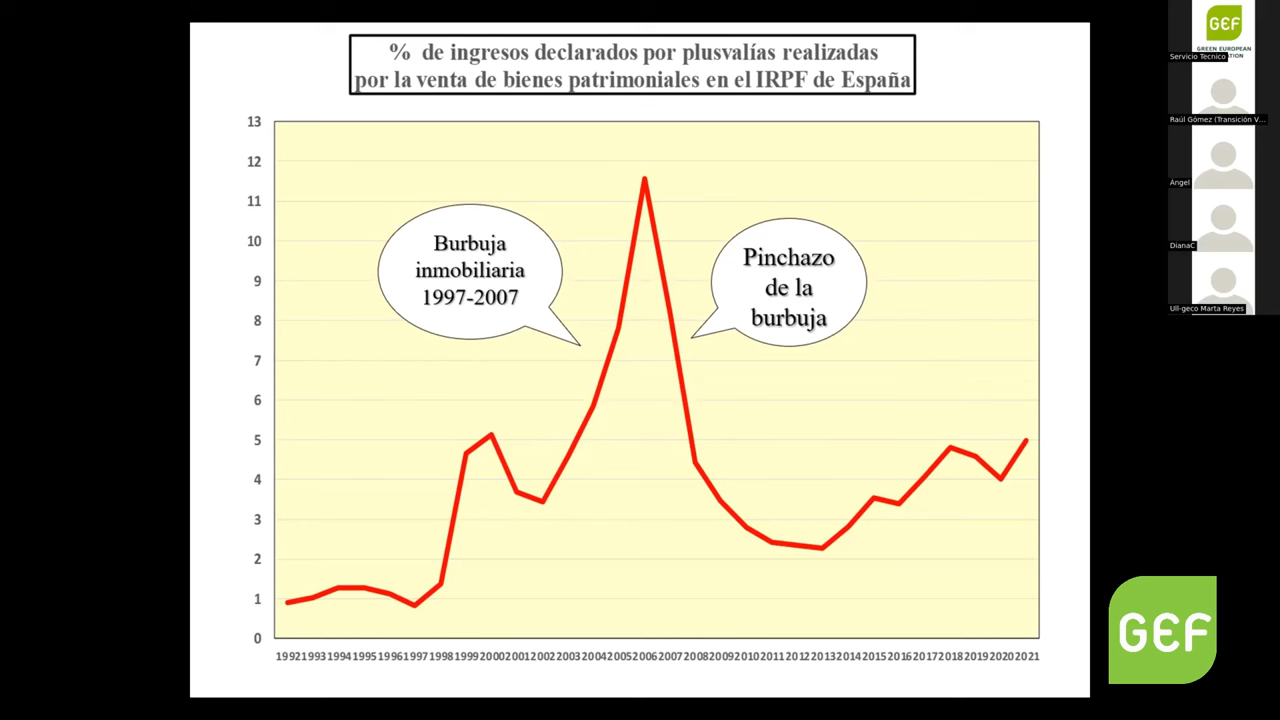 % de ingresos declarados por plusvalías realizadas
por la venta de bienes patrimoniales en el IRPF de España
13
12
11
10
9
8
7
6
5
4
3
2
1
0
Burbuja
inmobiliaria
1997-2007
Pinchazo
de la
burbuja
1992 1993 1994 1995 1996 1997 1998 1999 2000 2001 2002 2003 2004 2005 2006 2007 2008 2009 2010 2011 2012 2013 2014 2015 2016 2017 2018 2019 2020 2021
GEF
GREEN EUROPEAN
Servicio Tecnico
Raúl Gómez (Transición V...
Ángel
DianaC
Ull-geco Marta Reyes
GEF